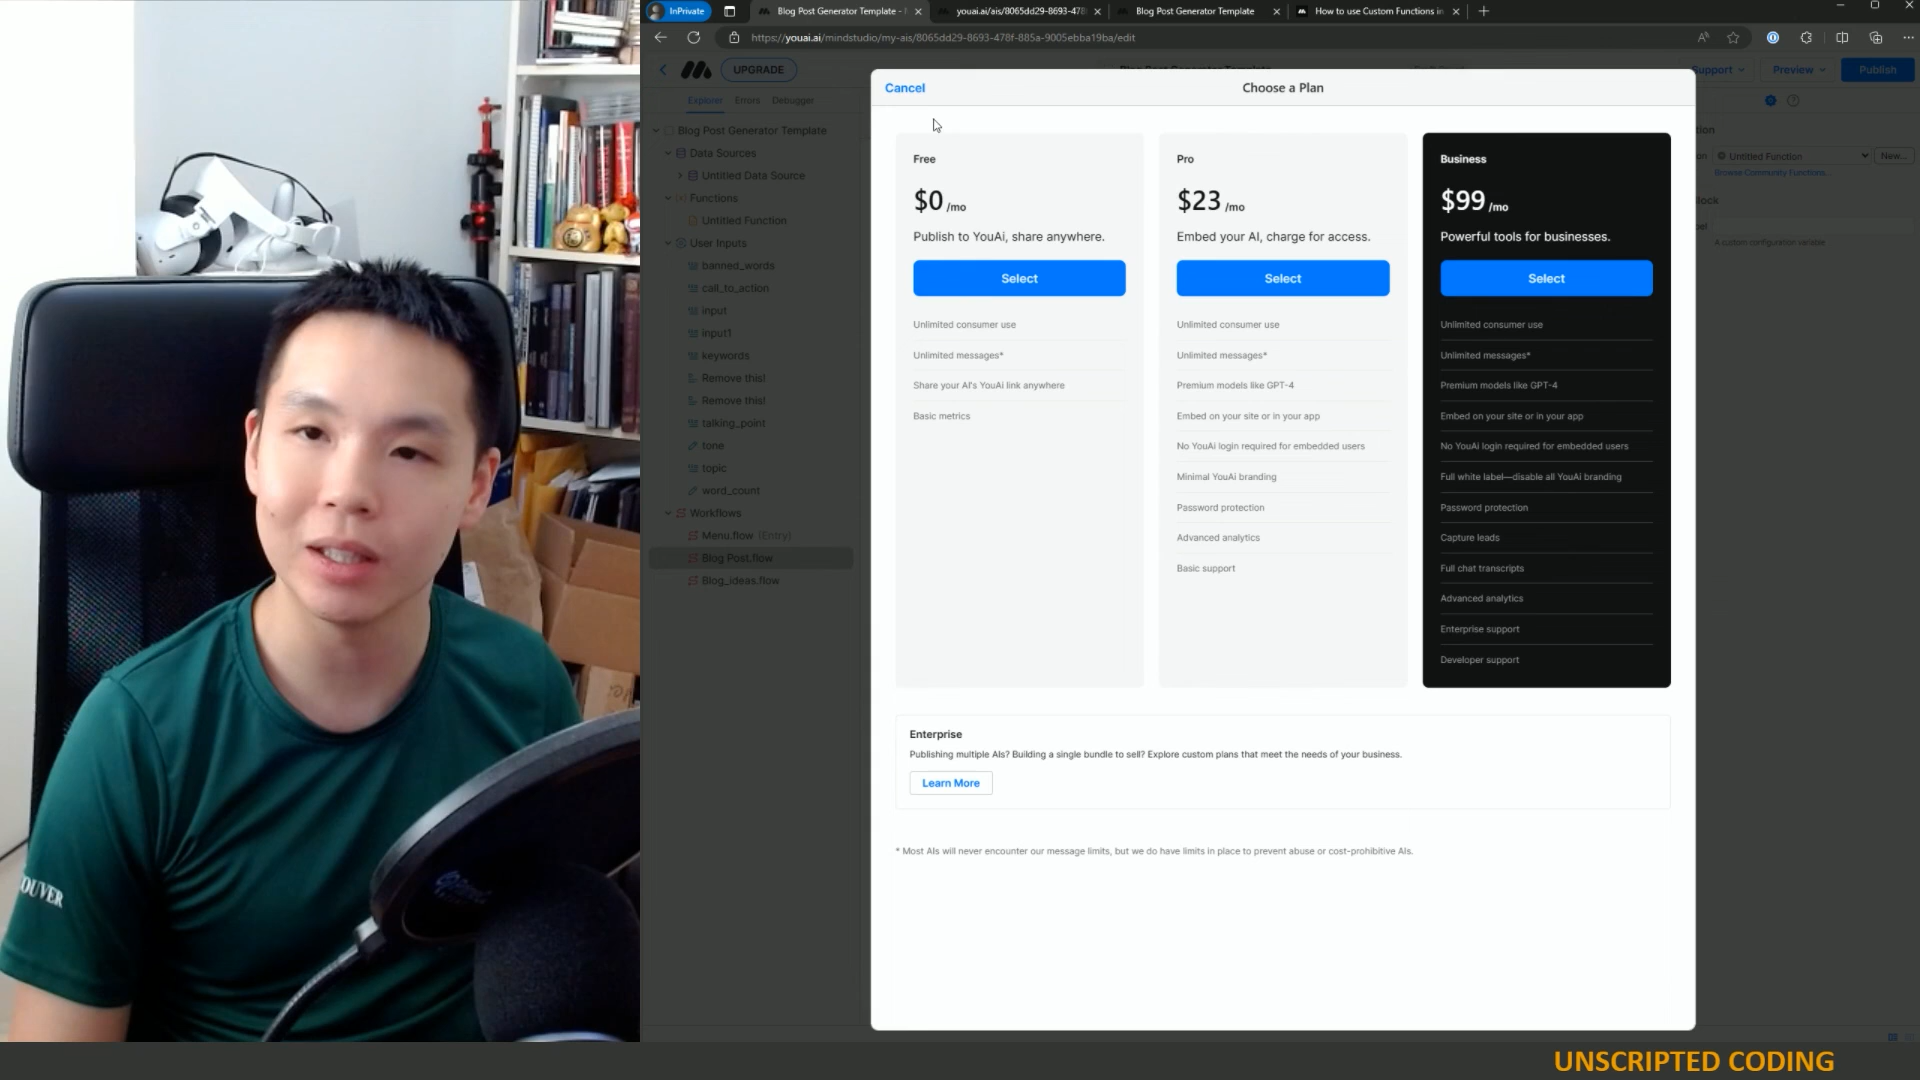 InPrivate
Blog Post Generator Template -
youai.ai/ais/8065dd29-8693-478
Blog Post Generator Template
How to use Custom Functions in
https://youai.ai/mindstudio/my-ais/8065dd29-8693-478f-885a-9005ebba19ba/edit
UPGRADE
Blog Post Generator Template
Support
Preview
Publish
Explorer
Errors
Debugger
Blog Post Generator Template
Data Sources
Untitled Data Source
Functions
Untitled Function
User Inputs
banned_words
call_to_action
input
input1
keywords
Remove this!
Remove this!
talking_point
tone
topic
word_count
Workflows
Menu.flow (Entry)
Blog Post.flow
Blog_ideas.flow
Cancel
Choose a Plan
Free
$0 /mo
Publish to YouAi, share anywhere.
Select
Unlimited consumer use
Unlimited messages*
Share your AI's YouAi link anywhere
Basic metrics
Pro
$23 /mo
Embed your AI, charge for access.
Select
Unlimited consumer use
Unlimited messages*
Premium models like GPT-4
Embed on your site or in your app
No YouAi login required for embedded users
Minimal YouAi branding
Password protection
Advanced analytics
Basic support
Business
$99 /mo
Powerful tools for businesses.
Select
Unlimited consumer use
Unlimited messages*
Premium models like GPT-4
Embed on your site or in your app
No YouAi login required for embedded users
Full white label—disable all YouAi branding
Password protection
Capture leads
Full chat transcripts
Advanced analytics
Enterprise support
Developer support
Enterprise
Publishing multiple AIs? Building a single bundle to sell? Explore custom plans that meet the needs of your business.
Learn More
* Most AIs will never encounter our message limits, but we do have limits in place to prevent abuse or cost-prohibitive AIs.
Untitled Function
New...
Browse Community Functions...
A custom configuration variable
OUVER
UNSCRIPTED CODING